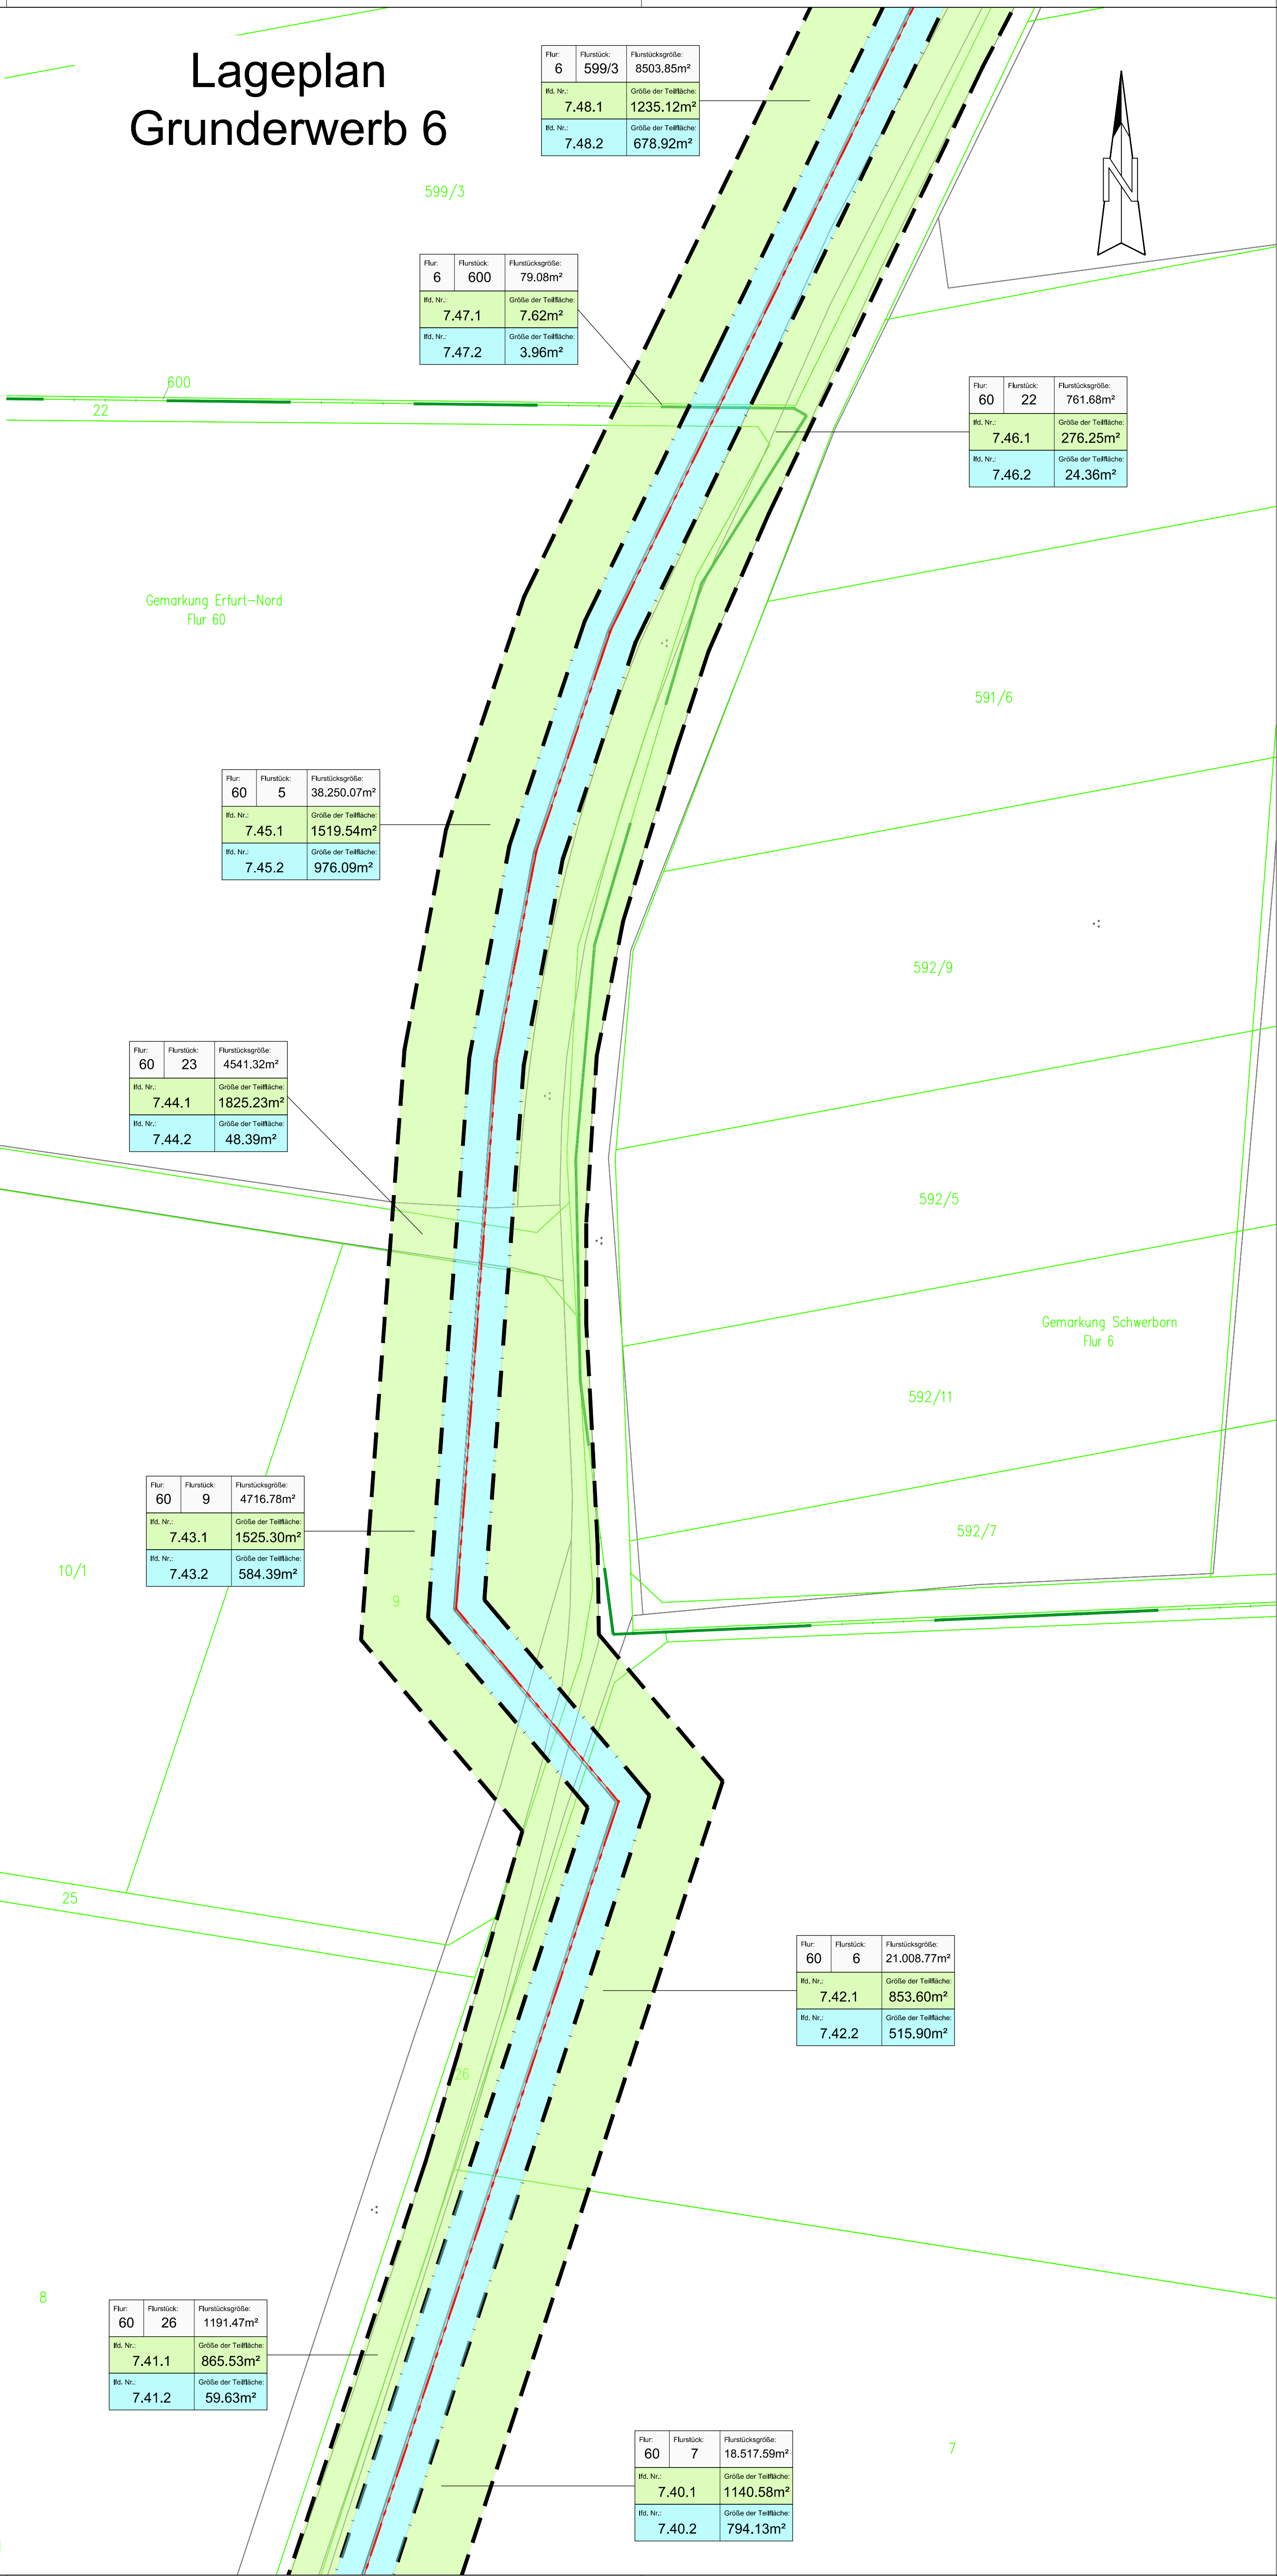 Lageplan
Grunderwerb 6
Flur: Flurstück: Flurstücksgröße:
6 599/3 8503.85m²
lfd. Nr.: Größe der Teilfläche:
7.48.1 1235.12m²
lfd. Nr.: Größe der Teilfläche:
7.48.2 678.92m²
N
599/3
Flur: Flurstück: Flurstücksgröße:
6 600 79.08m²
lfd. Nr.: Größe der Teilfläche:
7.47.1 7.62m²
lfd. Nr.: Größe der Teilfläche:
7.47.2 3.96m²
600
22
Flur: Flurstück: Flurstücksgröße:
60 22 761.68m²
lfd. Nr.: Größe der Teilfläche:
7.46.1 276.25m²
lfd. Nr.: Größe der Teilfläche:
7.46.2 24.36m²
Gemarkung Erfurt-Nord
Flur 60
591/6
Flur: Flurstück: Flurstücksgröße:
60 5 38.250.07m²
lfd. Nr.: Größe der Teilfläche:
7.45.1 1519.54m²
lfd. Nr.: Größe der Teilfläche:
7.45.2 976.09m²
592/9
Flur: Flurstück: Flurstücksgröße:
60 23 4541.32m²
lfd. Nr.: Größe der Teilfläche:
7.44.1 1825.23m²
lfd. Nr.: Größe der Teilfläche:
7.44.2 48.39m²
592/5
Gemarkung Schwerborn
Flur 6
592/11
Flur: Flurstück: Flurstücksgröße:
60 9 4716.78m²
lfd. Nr.: Größe der Teilfläche:
7.43.1 1525.30m²
lfd. Nr.: Größe der Teilfläche:
7.43.2 584.39m²
592/7
10/1
9
25
Flur: Flurstück: Flurstücksgröße:
60 6 21.008.77m²
lfd. Nr.: Größe der Teilfläche:
7.42.1 853.60m²
lfd. Nr.: Größe der Teilfläche:
7.42.2 515.90m²
26
8
Flur: Flurstück: Flurstücksgröße:
60 26 1191.47m²
lfd. Nr.: Größe der Teilfläche:
7.41.1 865.53m²
lfd. Nr.: Größe der Teilfläche:
7.41.2 59.63m²
7
Flur: Flurstück: Flurstücksgröße:
60 7 18.517.59m²
lfd. Nr.: Größe der Teilfläche:
7.40.1 1140.58m²
lfd. Nr.: Größe der Teilfläche:
7.40.2 794.13m²